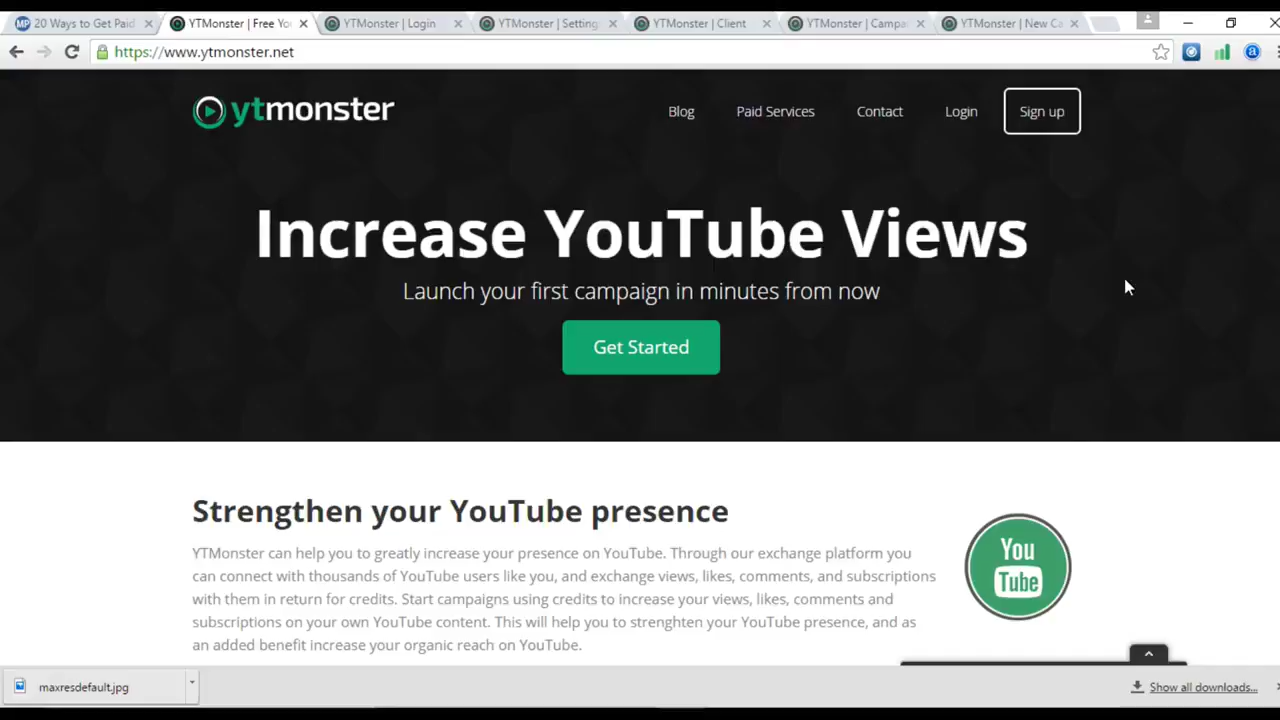 20 Ways to Get Paid
YTMonster | Free Yo
YTMonster | Login
YTMonster | Setting
YTMonster | Client
YTMonster | Campa
YTMonster | New Ca
https://www.ytmonster.net
ytmonster
Blog
Paid Services
Contact
Login
Sign up
Increase YouTube Views
Launch your first campaign in minutes from now
Get Started
Strengthen your YouTube presence
YTMonster can help you to greatly increase your presence on YouTube. Through our exchange platform you
can connect with thousands of YouTube users like you, and exchange views, likes, comments, and subscriptions
with them in return for credits. Start campaigns using credits to increase your views, likes, comments and
subscriptions on your own YouTube content. This will help you to strengthen your YouTube presence, and as
an added benefit increase your organic reach on YouTube.
You
Tube
maxresdefault.jpg
Show all downloads...